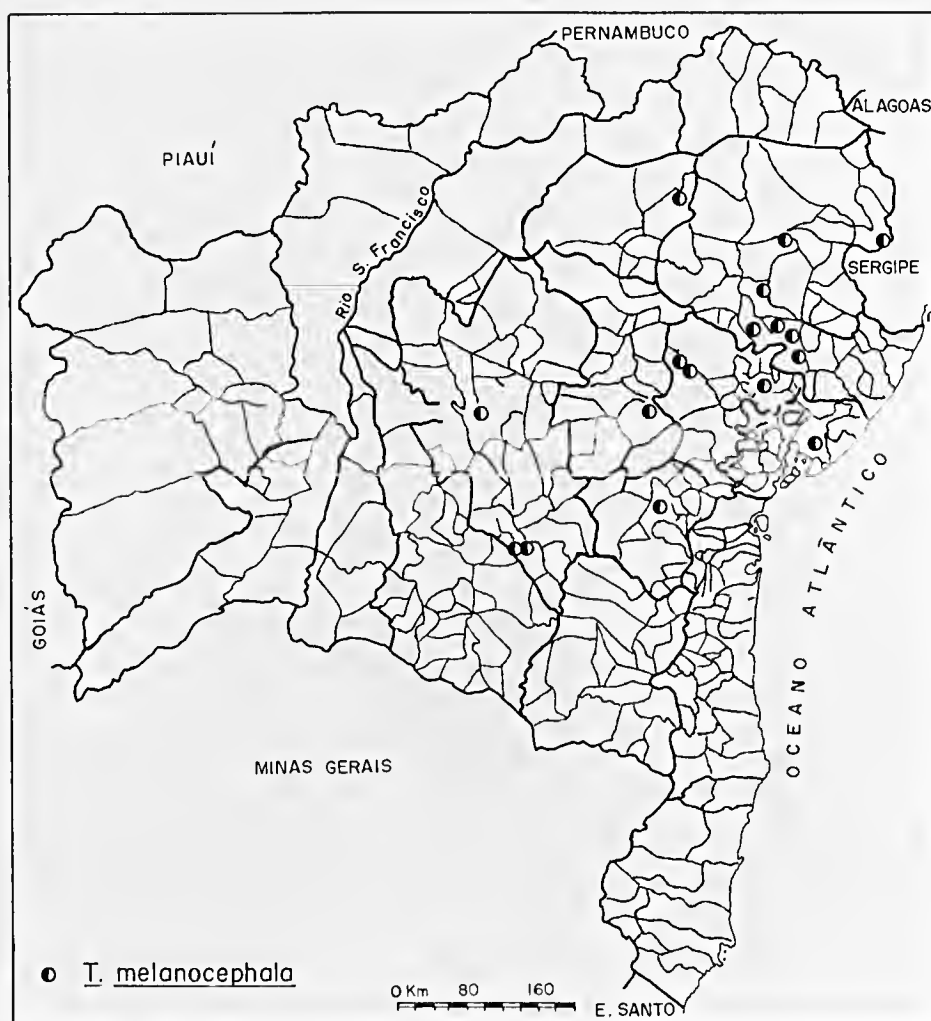 PERNAMBUCO
ALAGOAS
PIAUÍ
Rio S. Francisco
SERGIPE
OCEANO ATLÂNTICO
GOIÁS
MINAS GERAIS
T. melanocephala
0 Km 80 160
E. SANTO